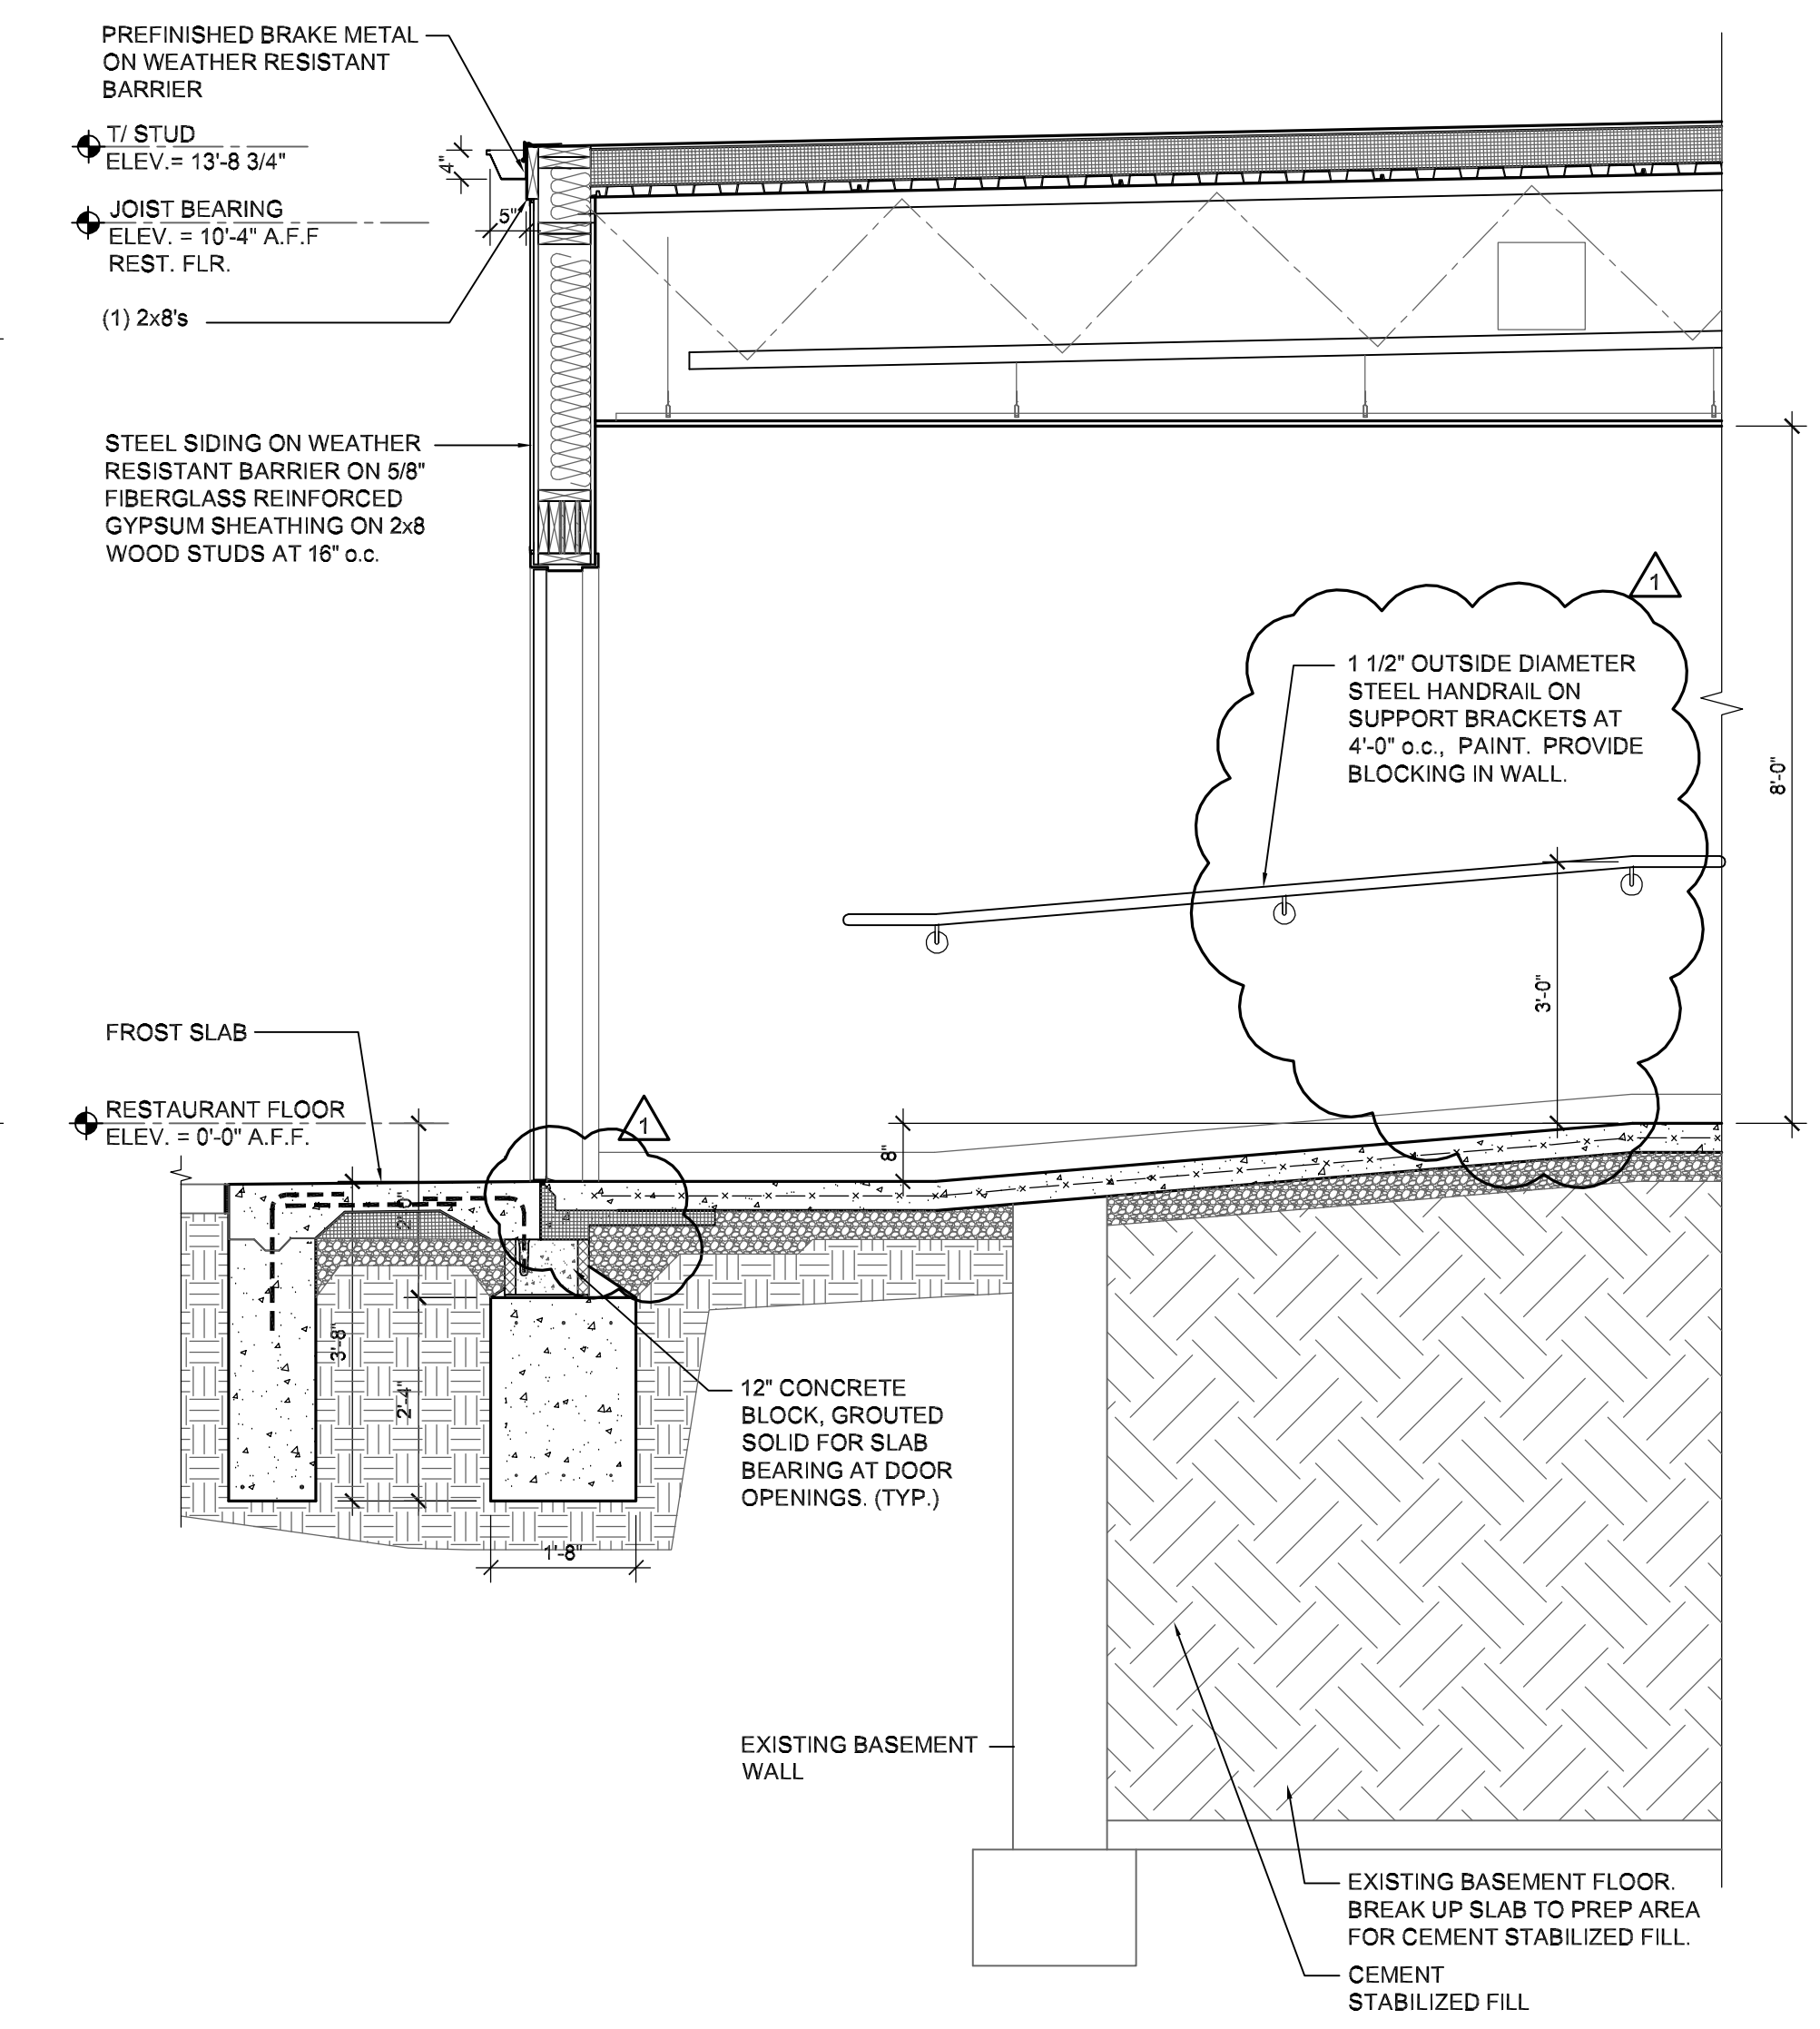 PREFINISHED BRAKE METAL
ON WEATHER RESISTANT
BARRIER
T/ STUD
ELEV.= 13'-8 3/4"
4"
JOIST BEARING
ELEV. = 10'-4" A.F.F
REST. FLR.
5"
(1) 2x8's
STEEL SIDING ON WEATHER
RESISTANT BARRIER ON 5/8"
FIBERGLASS REINFORCED
GYPSUM SHEATHING ON 2x8
WOOD STUDS AT 16" o.c.
1
1 1/2" OUTSIDE DIAMETER
STEEL HANDRAIL ON
SUPPORT BRACKETS AT
4'-0" o.c.,  PAINT.  PROVIDE
BLOCKING IN WALL.
8'-0"
3'-0"
FROST SLAB
RESTAURANT FLOOR
ELEV. = 0'-0" A.F.F.
1
8"
2'-0"
3'-8"
2'-4"
1'-8"
12" CONCRETE
BLOCK, GROUTED
SOLID FOR SLAB
BEARING AT DOOR
OPENINGS. (TYP.)
EXISTING BASEMENT
WALL
EXISTING BASEMENT FLOOR.
BREAK UP SLAB TO PREP AREA
FOR CEMENT STABILIZED FILL.
CEMENT
STABILIZED FILL